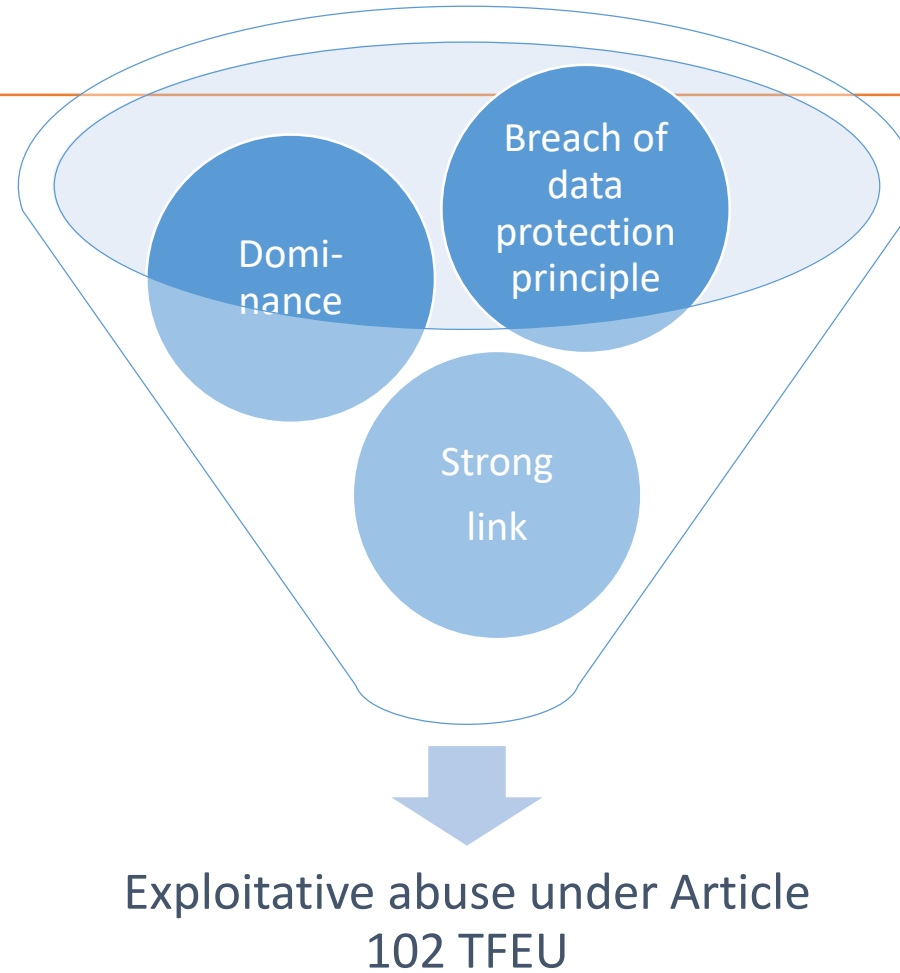 Breach of
data
protection
principle
Domi-
nance
Strong
link
Exploitative abuse under Article
102 TFEU